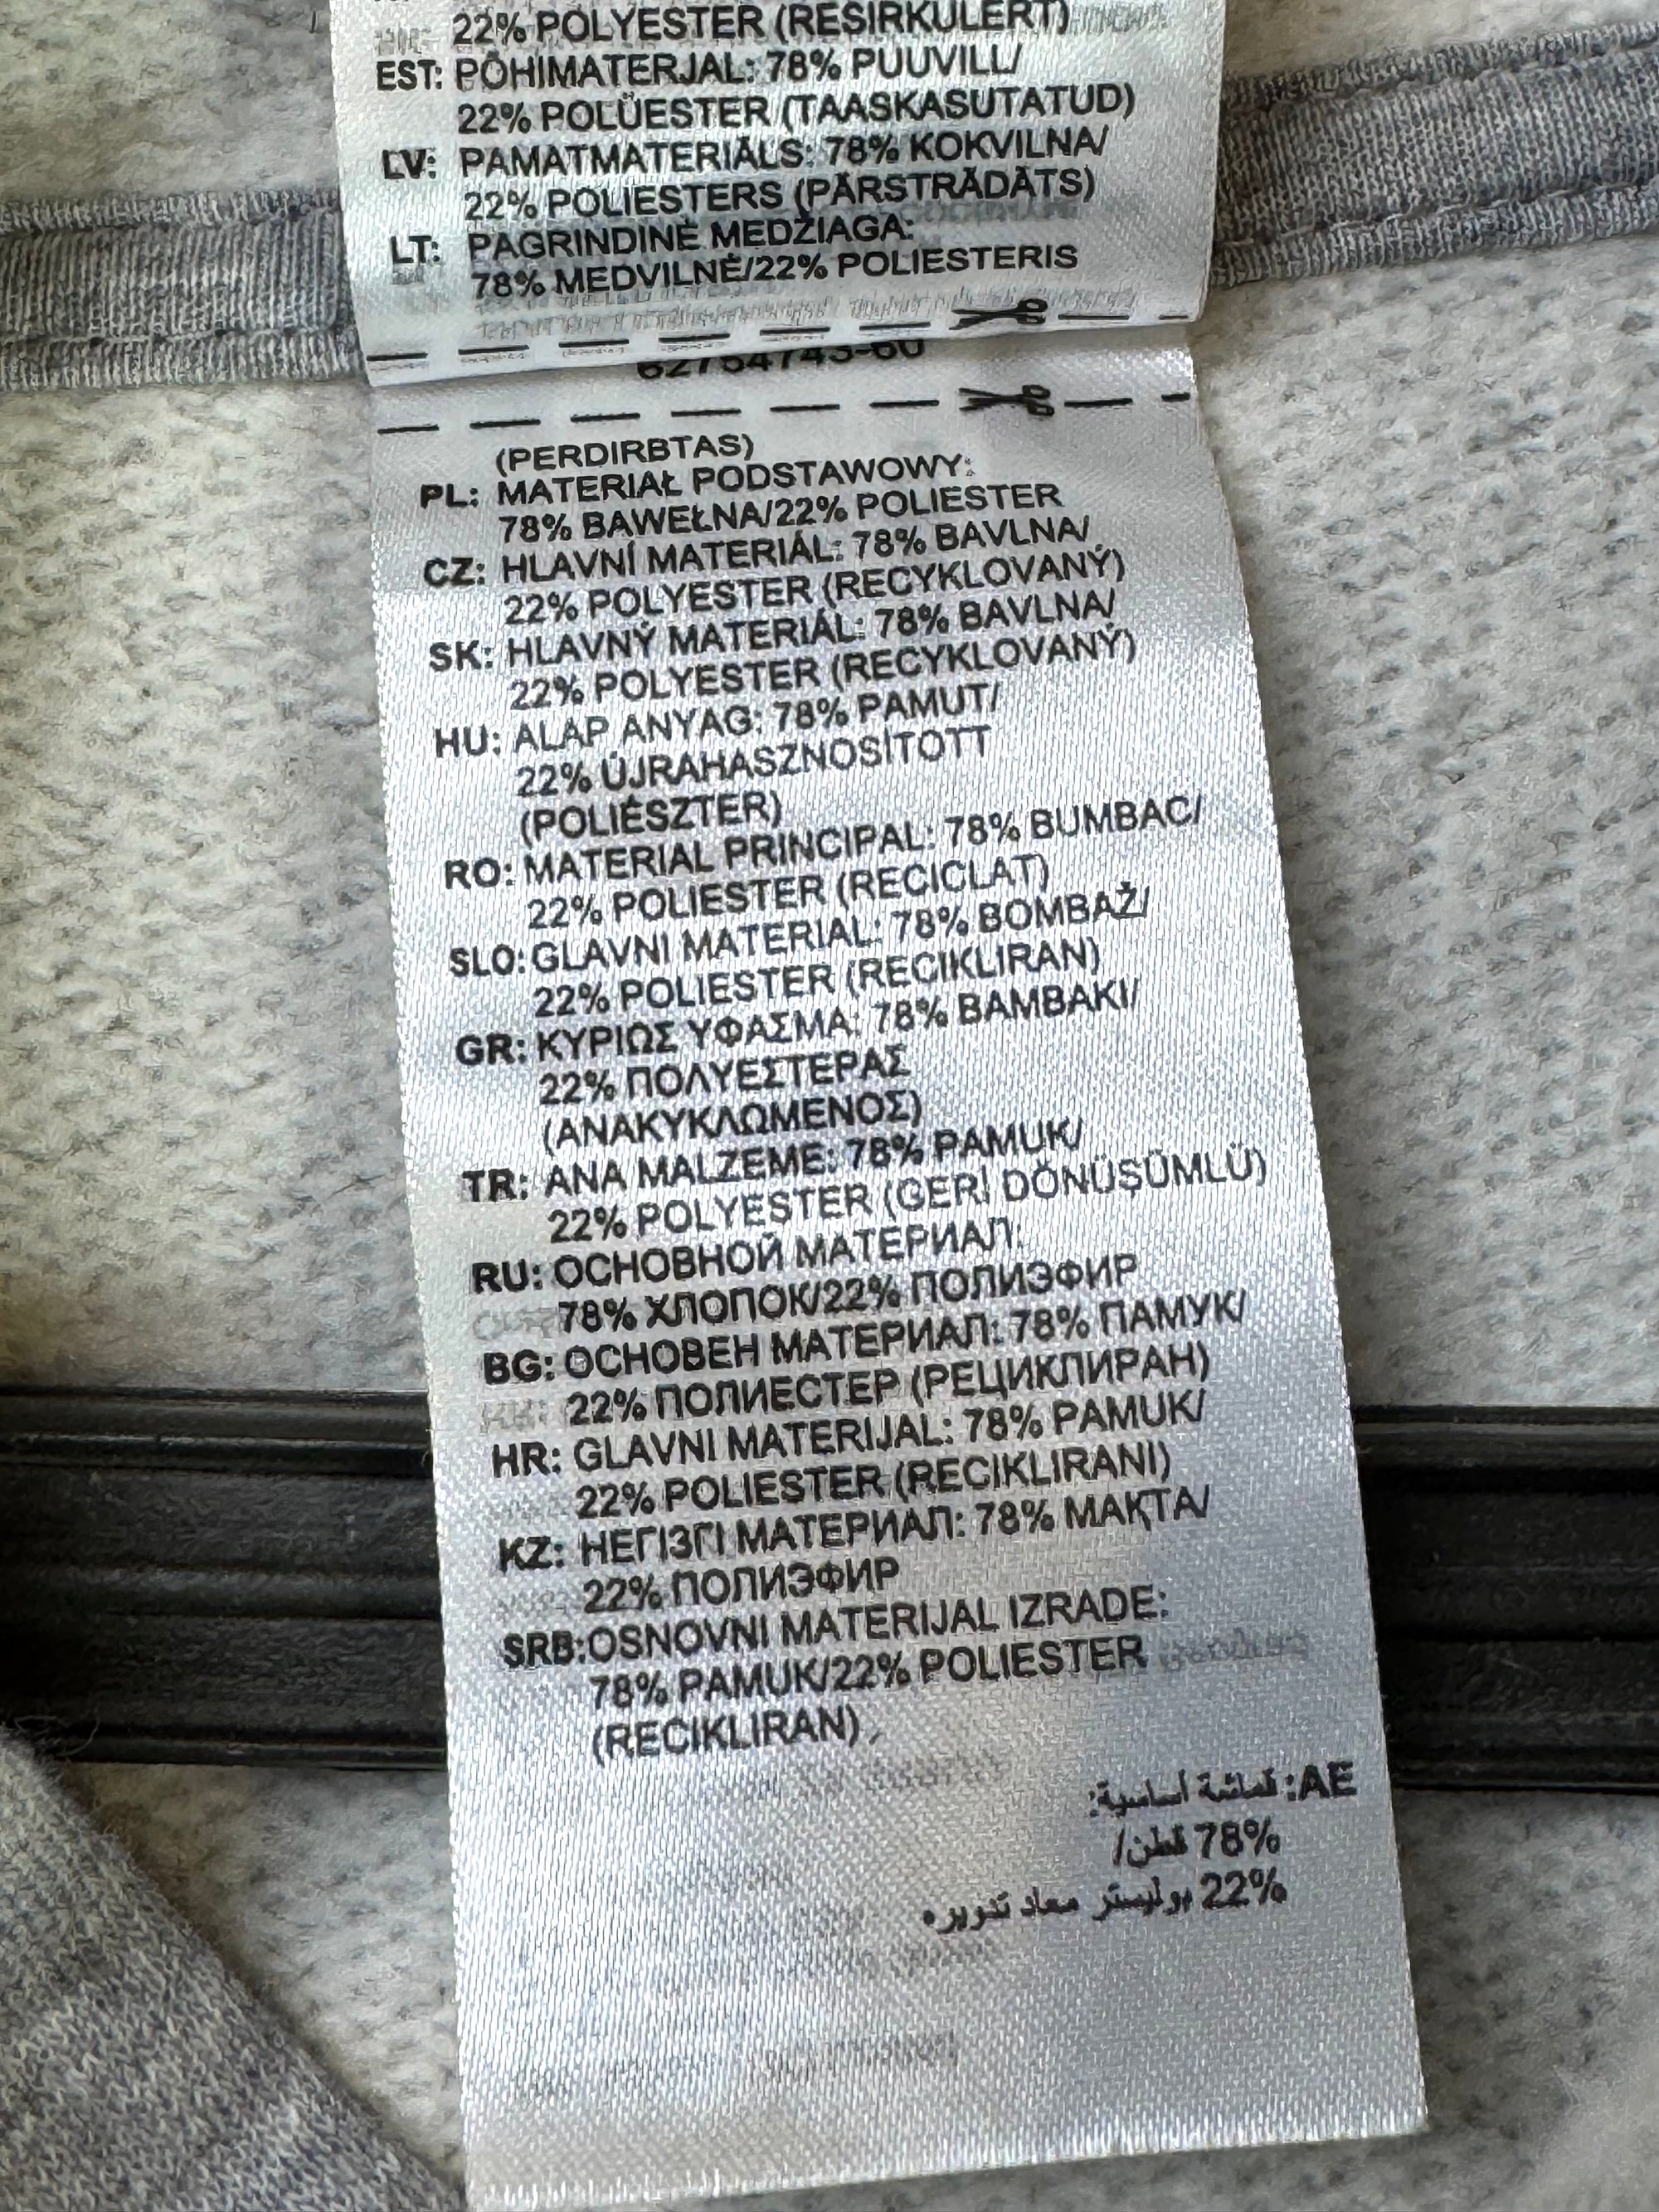 22% POLYESTER (RESIRKULERT)
EST: PÕHIMATERJAL: 78% PUUVILL/
22% POLÜESTER (TAASKASUTATUD)
LV: PAMATMATERIĀLS: 78% KOKVILNA/
22% POLIESTERS (PĀRSTRĀDĀTS)
LT: PAGRINDINĖ MEDŽIAGA:
78% MEDVILNĖ/22% POLIESTERIS
62764743-60
(PERDIRBTAS)
PL: MATERIAŁ PODSTAWOWY:
78% BAWEŁNA/22% POLIESTER
CZ: HLAVNÍ MATERIÁL: 78% BAVLNA/
22% POLYESTER (RECYKLOVANÝ)
SK: HLAVNÝ MATERIÁL: 78% BAVLNA/
22% POLYESTER (RECYKLOVANÝ)
HU: ALAP ANYAG: 78% PAMUT/
22% ÚJRAHASZNOSÍTOTT
(POLIÉSZTER)
RO: MATERIAL PRINCIPAL: 78% BUMBAC/
22% POLIESTER (RECICLAT)
SLO: GLAVNI MATERIAL: 78% BOMBAŽ/
22% POLIESTER (RECIKLIRAN)
GR: ΚΥΡΙΩΣ ΥΦΑΣΜΑ: 78% BAMBAKI/
22% ΠΟΛΥΕΣΤΕΡΑΣ
(ΑΝΑΚΥΚΛΩΜΕΝΟΣ)
TR: ANA MALZEME: 78% PAMUK/
22% POLYESTER (GERİ DÖNÜŞÜMLÜ)
RU: ОСНОВНОЙ МАТЕРИАЛ:
78% ХЛОПОК/22% ПОЛИЭФИР
BG: ОСНОВЕН МАТЕРИАЛ: 78% ПАМУК/
22% ПОЛИЕСТЕР (РЕЦИКЛИРАН)
HR: GLAVNI MATERIJAL: 78% PAMUK/
22% POLIESTER (RECIKLIRANI)
KZ: НЕГІЗГІ МАТЕРИАЛ: 78% МАҚТА/
22% ПОЛИЭФИР
SRB: OSNOVNI MATERIJAL IZRADE:
78% PAMUK/22% POLIESTER
(RECIKLIRAN)
AE: قماشة أساسية:
78% قطن/
22% بوليستر معاد تدويره